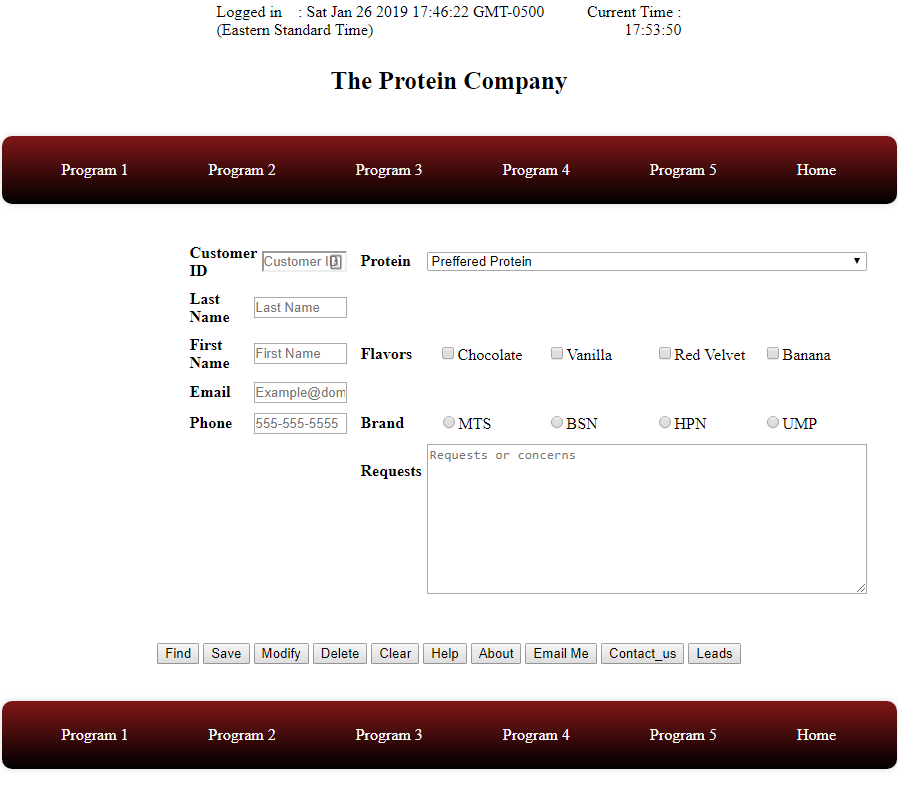 Logged in : Sat Jan 26 2019 17:46:22 GMT-0500 Current Time :
(Eastern Standard Time) 17:53:50
The Protein Company
Program 1 Program 2 Program 3 Program 4 Program 5 Home
Customer ID Customer ID Protein Preffered Protein
Last Name Last Name
First Name First Name Flavors Chocolate Vanilla Red Velvet Banana
Email Example@dom
Phone 555-555-5555 Brand MTS BSN HPN UMP
Requests Requests or concerns
Find Save Modify Delete Clear Help About Email Me Contact_us Leads
Program 1 Program 2 Program 3 Program 4 Program 5 Home